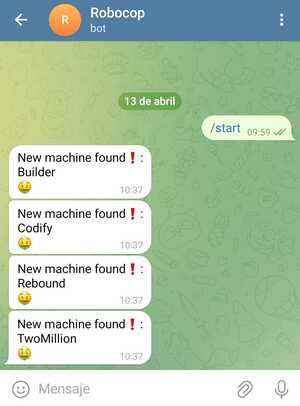 R
Robocop
bot
13 de abril
/start 09:59
New machine found❗:
Builder
🤑
10:37
New machine found❗:
Codify
🤑
10:37
New machine found❗:
Rebound
🤑
10:37
New machine found❗:
TwoMillion
🤑
10:37
Mensaje